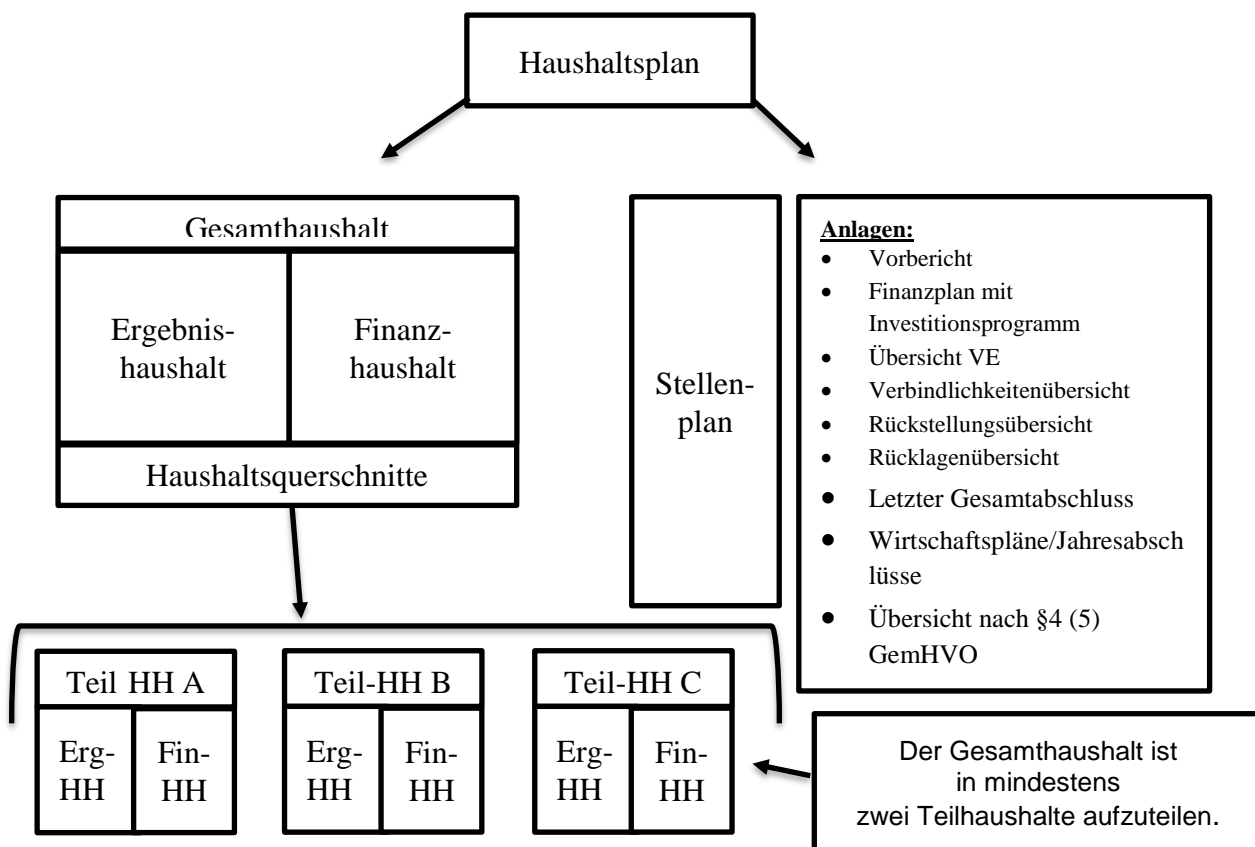 Haushaltsplan
Gesamthaushalt
Ergebnis-
haushalt
Finanz-
haushalt
Haushaltsquerschnitte
Stellen-
plan
Anlagen:
• Vorbericht
• Finanzplan mit
Investitionsprogramm
• Übersicht VE
• Verbindlichkeitenübersicht
• Rückstellungsübersicht
• Rücklagenübersicht
• Letzter Gesamtabschluss
• Wirtschaftspläne/Jahresabsch
lüsse
• Übersicht nach §4 (5)
GemHVO
Teil HH A
Erg-
HH
Fin-
HH
Teil-HH B
Erg-
HH
Fin-
HH
Teil-HH C
Erg-
HH
Fin-
HH
Der Gesamthaushalt ist
in mindestens
zwei Teilhaushalte aufzuteilen.